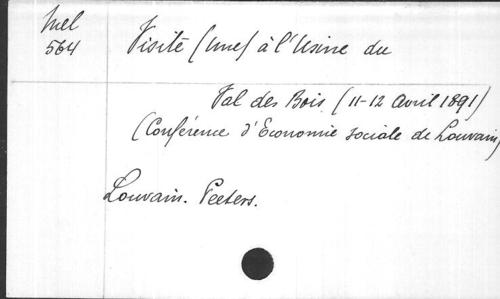 Mel
564
Visite (Une) à l'Usine du
Val des Bois. (11-12 Avril 1891)
(Conférence d'Économie sociale de Louvain)
Louvain. Peeters.